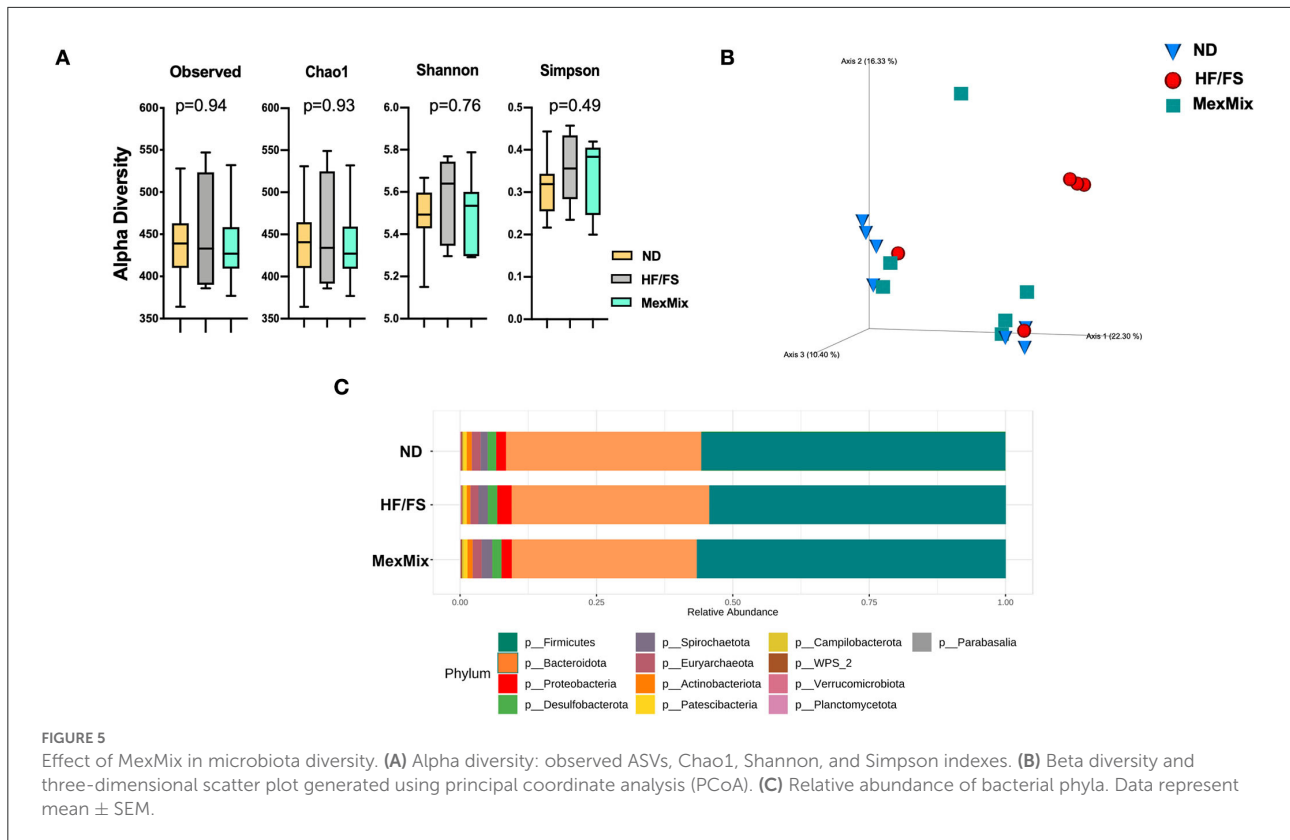 A
Observed
Chao1
Shannon
Simpson
p=0.94
p=0.93
p=0.76
p=0.49
Alpha Diversity
600
550
500
450
400
350
600
550
500
450
400
350
6.0
5.8
5.6
5.4
5.2
5.0
0.5
0.4
0.3
0.2
0.1
0.0
ND
HF/FS
MexMix
B
ND
HF/FS
MexMix
Axis 2 (16.33 %)
Axis 1 (22.30 %)
Axis 3 (10.40 %)
C
ND
HF/FS
MexMix
0.00 0.25 0.50 0.75 1.00
Relative Abundance
Phylum
p__Firmicutes
p__Bacteroidota
p__Proteobacteria
p__Desulfobacterota
p__Spirochaetota
p__Euryarchaeota
p__Actinobacteriota
p__Patescibacteria
p__Campilobacterota
p__WPS_2
p__Verrucomicrobiota
p__Planctomycetota
p__Parabasalia
FIGURE 5
Effect of MexMix in microbiota diversity. (A) Alpha diversity: observed ASVs, Chao1, Shannon, and Simpson indexes. (B) Beta diversity and
three-dimensional scatter plot generated using principal coordinate analysis (PCoA). (C) Relative abundance of bacterial phyla. Data represent
mean ± SEM.